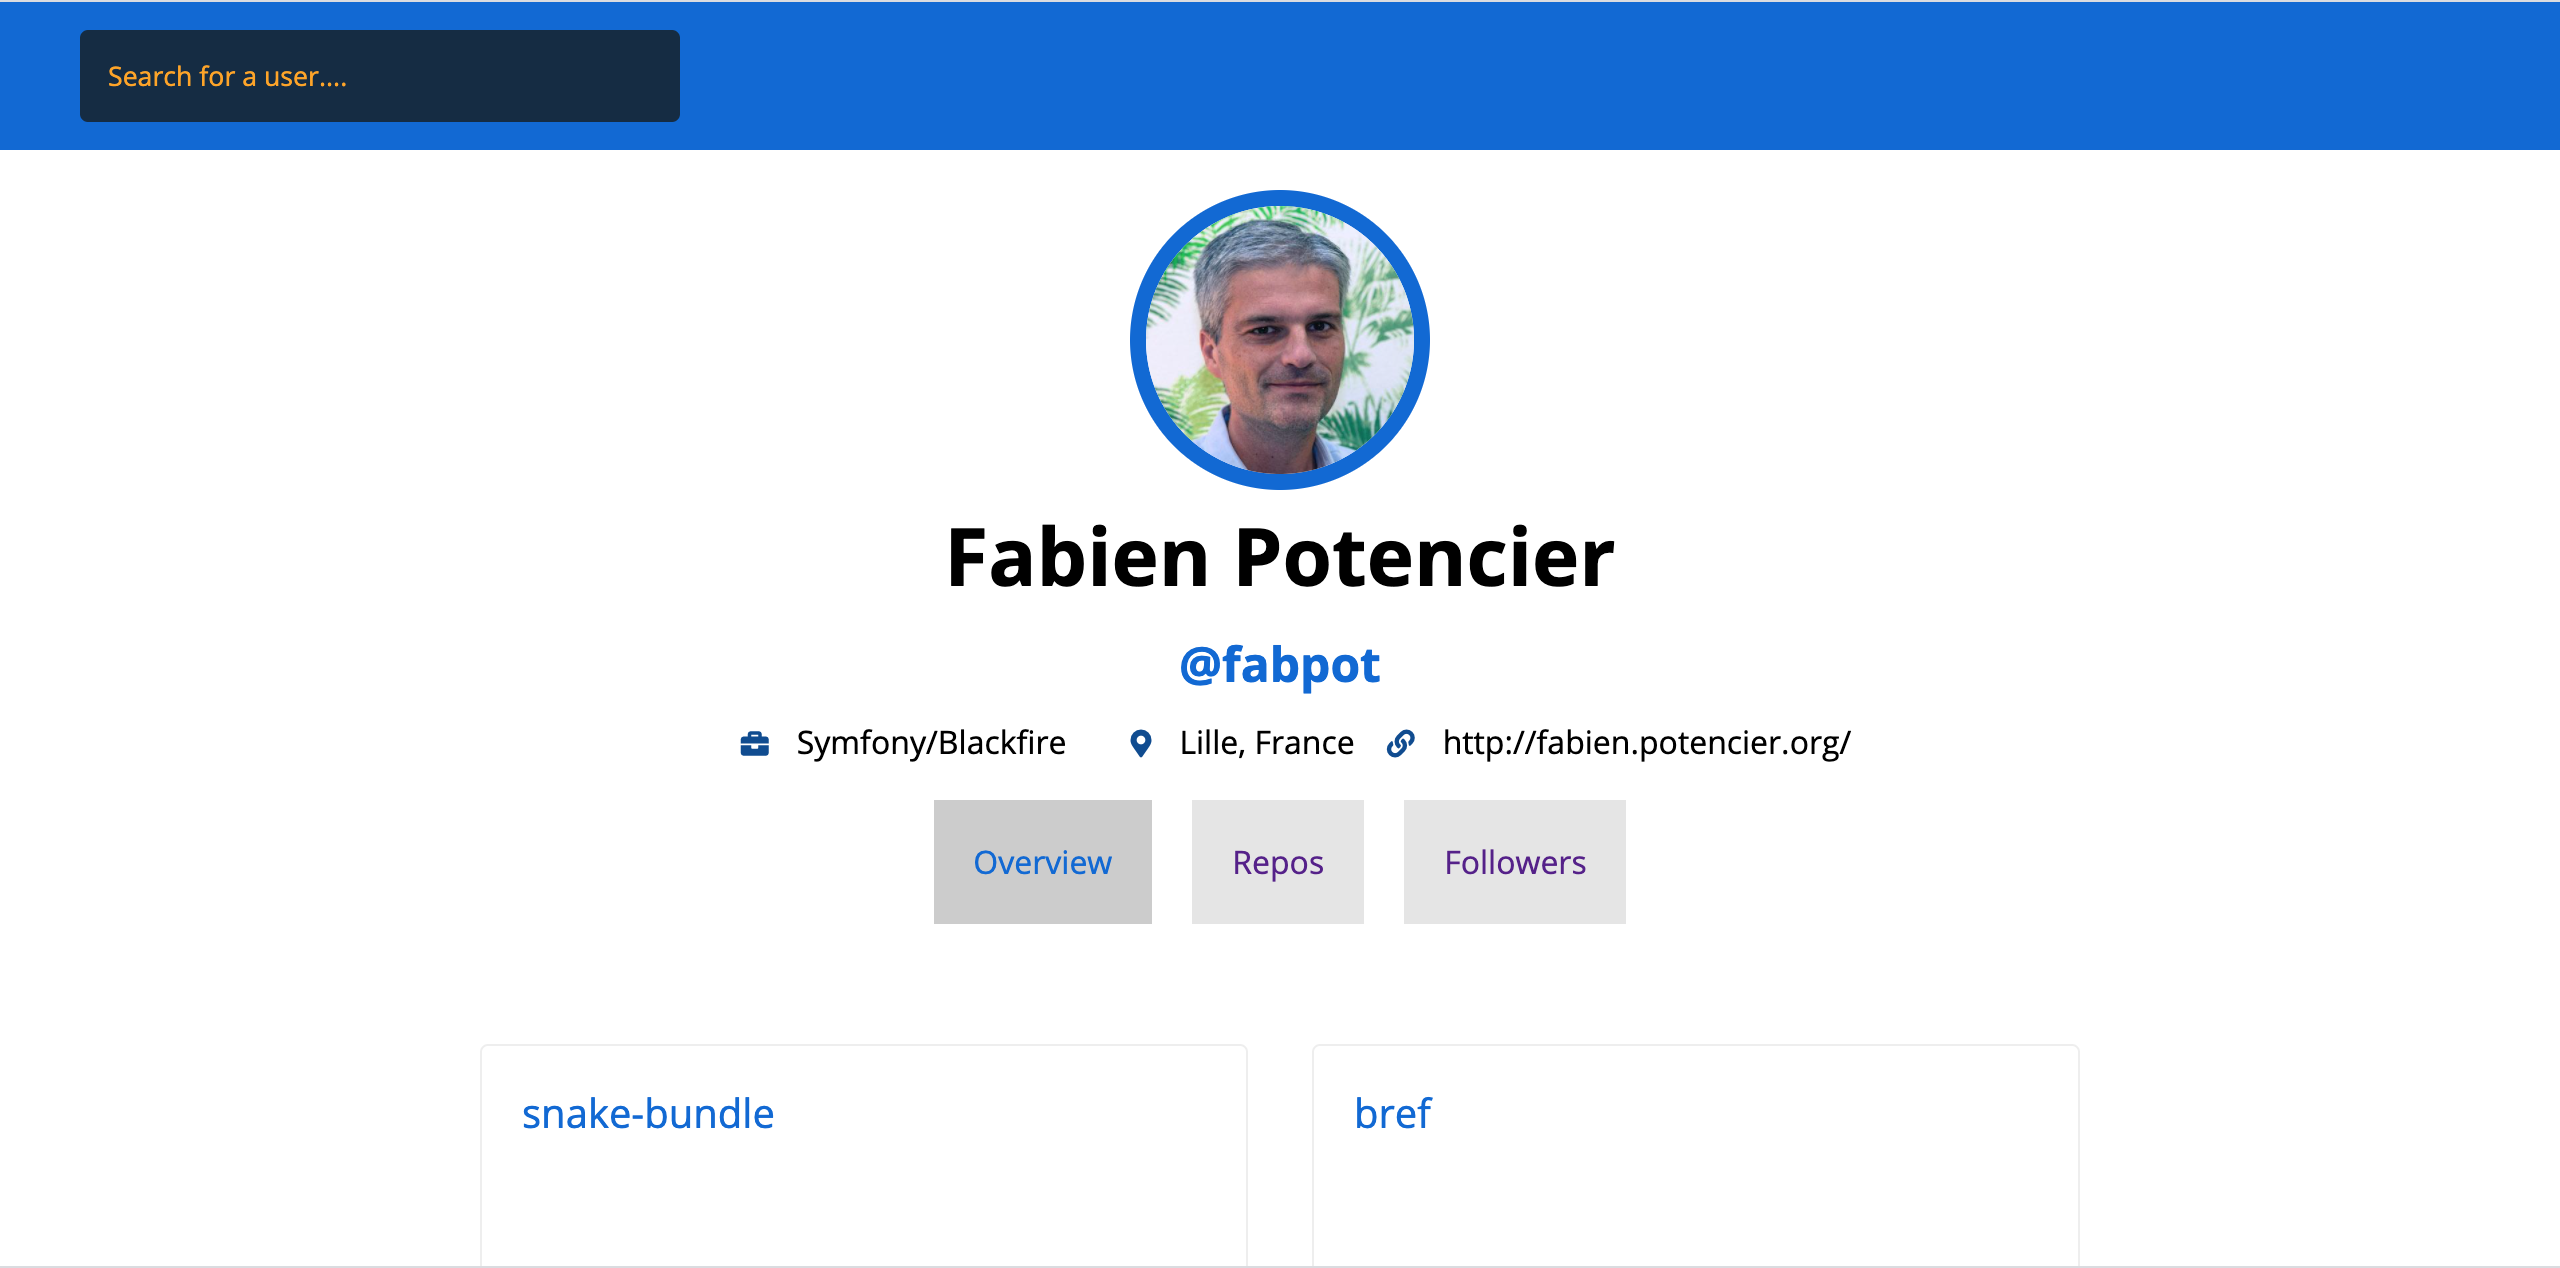 Search for a user....
Fabien Potencier
@fabpot
Symfony/Blackfire Lille, France http://fabien.potencier.org/
Overview Repos Followers
snake-bundle bref